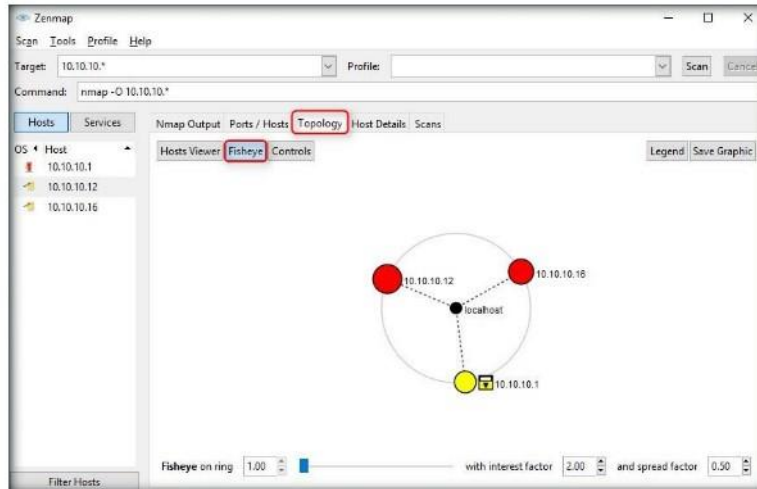 Zenmap
Scan Tools Profile Help
Target: 10.10.10.* Profile: Scan Cancel
Command: nmap -O 10.10.10.*
Hosts Services Nmap Output Ports / Hosts Topology Host Details Scans
OS Host Hosts Viewer Fisheye Controls Legend Save Graphic
10.10.10.1
10.10.10.12
10.10.10.16
10.10.10.12
10.10.10.16
localhost
10.10.10.1
Fisheye on ring 1.00 with interest factor 2.00 and spread factor 0.50
Filter Hosts